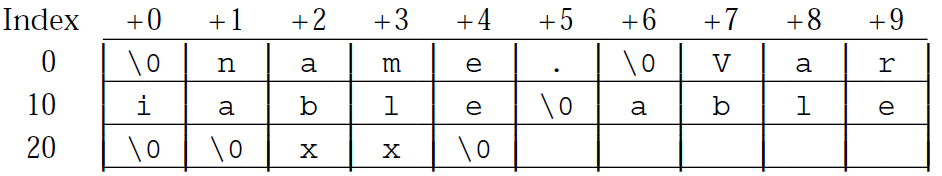 Index +0 +1 +2 +3 +4 +5 +6 +7 +8 +9
0 \0 n a m e . \0 V a r
10 i a b l e \0 a b l e
20 \0 \0 x x \0